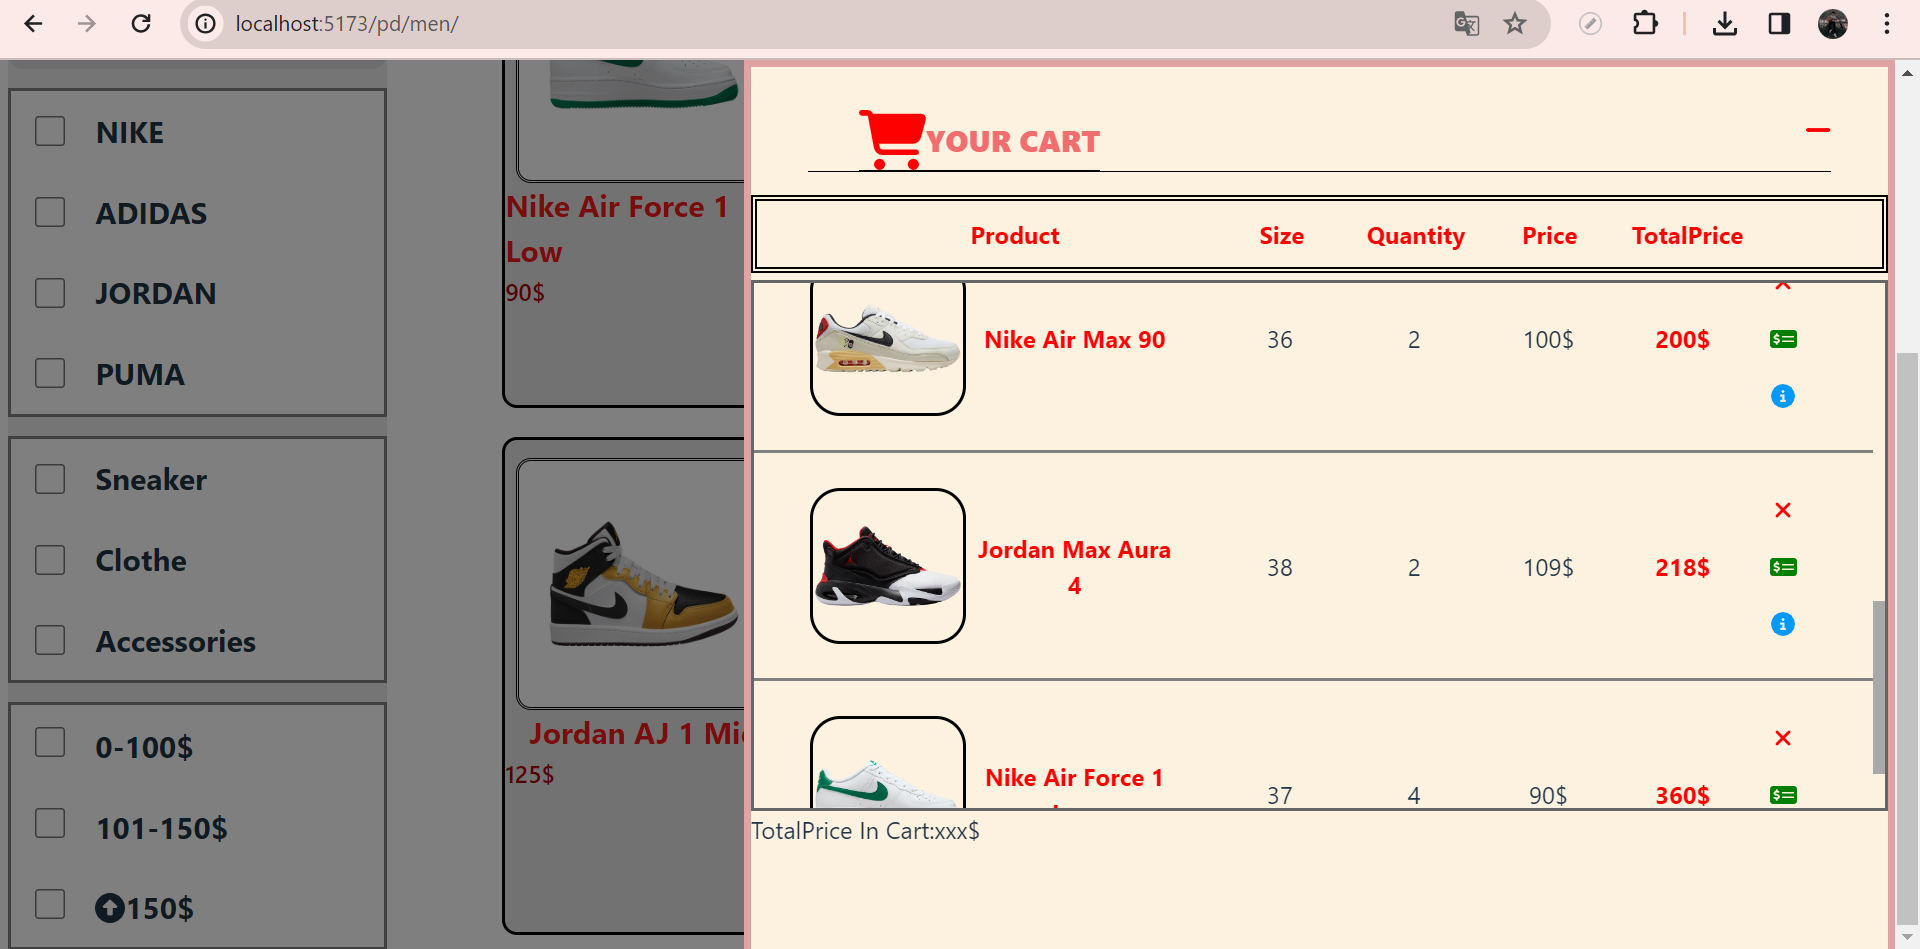 localhost:5173/pd/men/
NIKE
ADIDAS
JORDAN
PUMA
Sneaker
Clothe
Accessories
0-100$
101-150$
150$
Nike Air Force 1
Low
90$
Jordan AJ 1 Mi
125$
YOUR CART
Product Size Quantity Price TotalPrice
Nike Air Max 90 36 2 100$ 200$
Jordan Max Aura
4
38 2 109$ 218$
Nike Air Force 1
37 4 90$ 360$
TotalPrice In Cart:xxx$